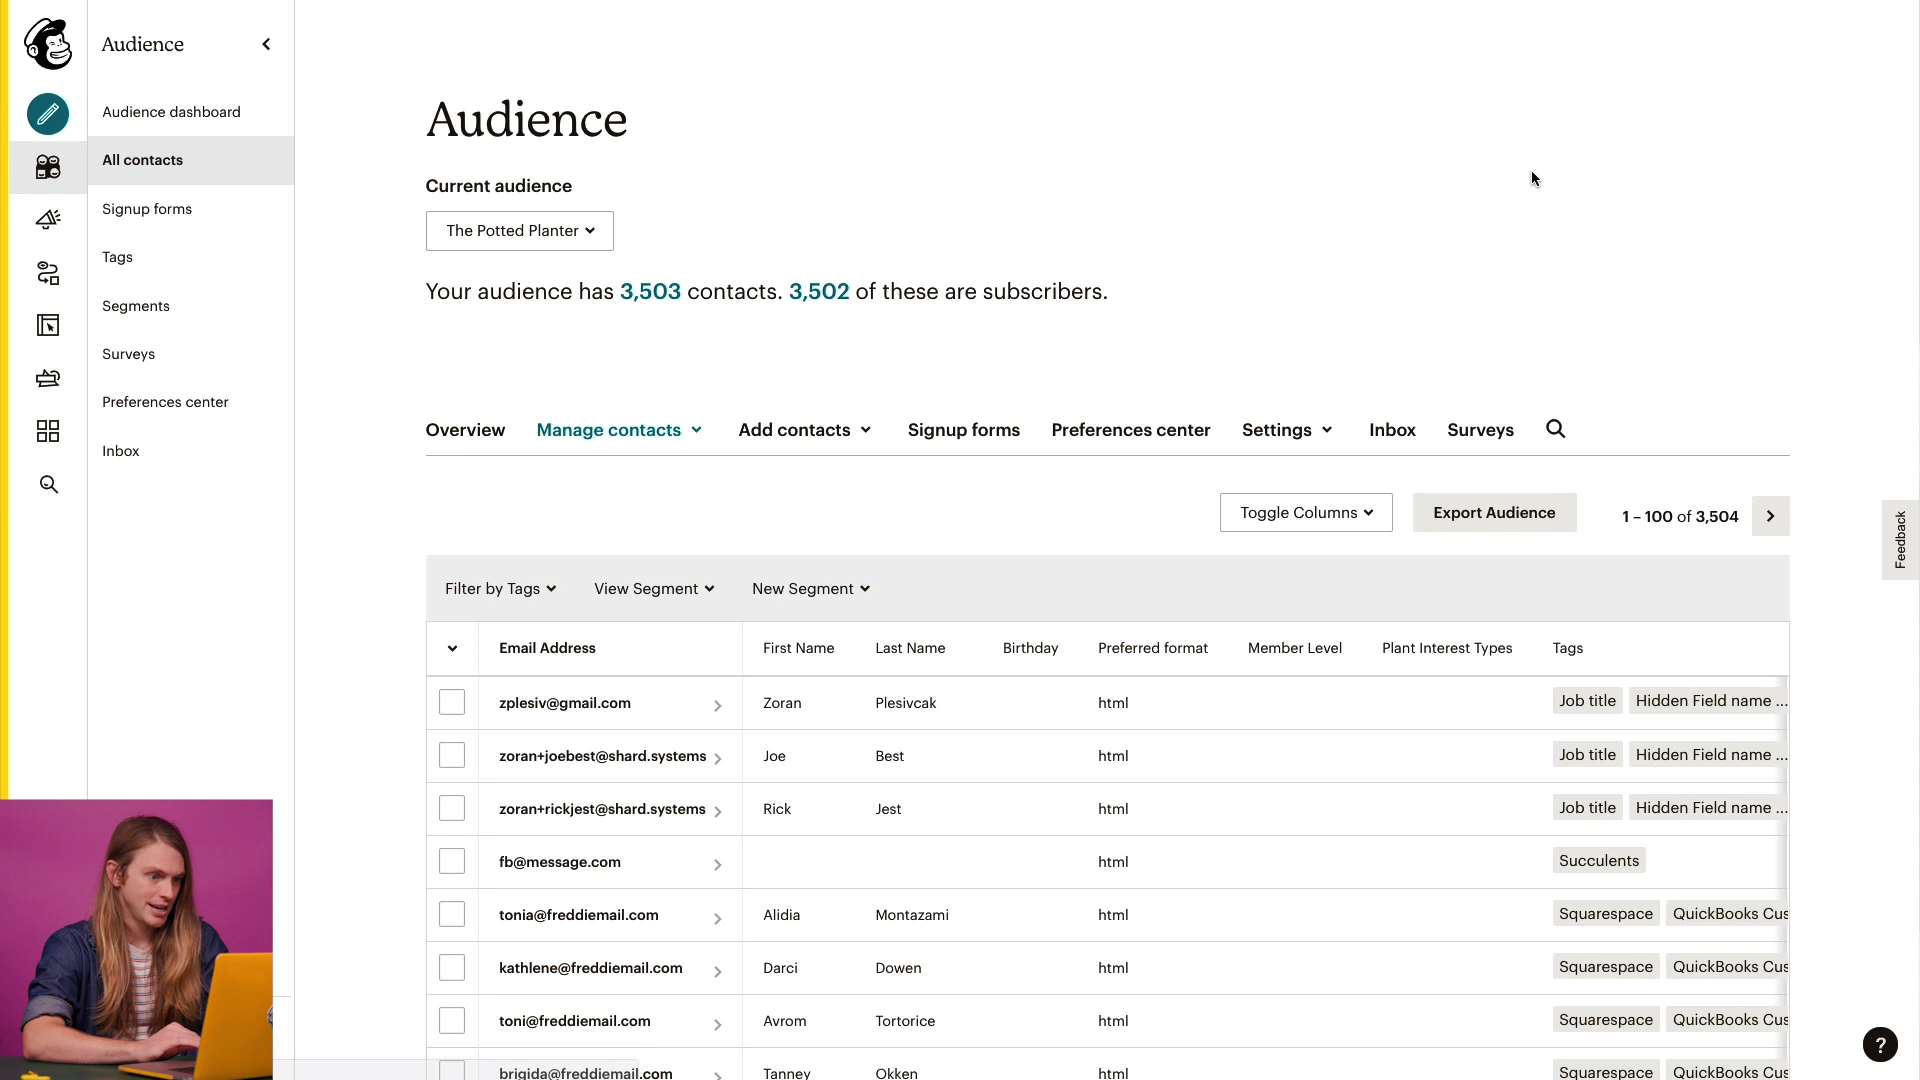 Audience
Audience dashboard
All contacts
Signup forms
Tags
Segments
Surveys
Preferences center
Inbox
Audience
Current audience
The Potted Planter
Your audience has 3,503 contacts. 3,502 of these are subscribers.
Overview Manage contacts Add contacts Signup forms Preferences center Settings Inbox Surveys
Toggle Columns Export Audience 1 – 100 of 3,504
Feedback
Filter by Tags View Segment New Segment
Email Address First Name Last Name Birthday Preferred format Member Level Plant Interest Types Tags
zplesiv@gmail.com Zoran Plesivcak html Job title Hidden Field name ...
zoran+joebest@shard.systems Joe Best html Job title Hidden Field name ...
zoran+rickjest@shard.systems Rick Jest html Job title Hidden Field name ...
fb@message.com html Succulents
tonia@freddiemail.com Alidia Montazami html Squarespace QuickBooks Cus
kathlene@freddiemail.com Darci Dowen html Squarespace QuickBooks Cus
toni@freddiemail.com Avrom Tortorice html Squarespace QuickBooks Cus
brigida@freddiemail.com Tanney Okken html Squarespace QuickBooks Cus
?